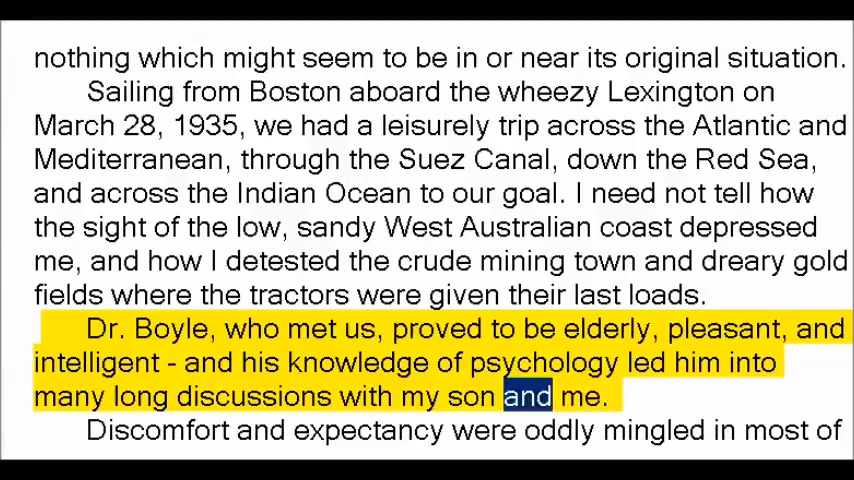 nothing which might seem to be in or near its original situation.
Sailing from Boston aboard the wheezy Lexington on
March 28, 1935, we had a leisurely trip across the Atlantic and
Mediterranean, through the Suez Canal, down the Red Sea,
and across the Indian Ocean to our goal. I need not tell how
the sight of the low, sandy West Australian coast depressed
me, and how I detested the crude mining town and dreary gold
fields where the tractors were given their last loads.
Dr. Boyle, who met us, proved to be elderly, pleasant, and
intelligent - and his knowledge of psychology led him into
many long discussions with my son and me.
Discomfort and expectancy were oddly mingled in most of